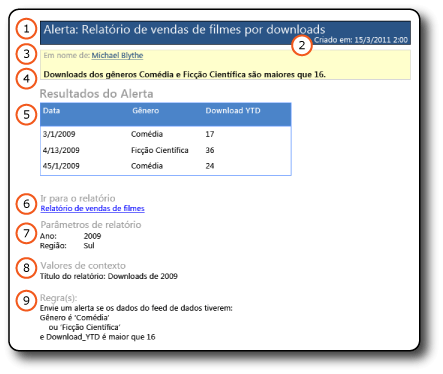 1 Alerta: Relatório de vendas de filmes por downloads
2 Criado em: 15/3/2011 2:00
3 Em nome de: Michael Blythe
4 Downloads dos gêneros Comédia e Ficção Científica são maiores que 16.
Resultados do Alerta
5 Data Gênero Download YTD
3/1/2009 Comédia 17
4/13/2009 Ficção Científica 36
45/1/2009 Comédia 24
6 Ir para o relatório
Relatório de vendas de filmes
7 Parâmetros de relatório
Ano: 2009
Região: Sul
8 Valores de contexto
Título do relatório: Downloads de 2009
9 Regra(s):
Envie um alerta se os dados do feed de dados tiverem:
Gênero é 'Comédia'
ou 'Ficção Científica'
e Download_YTD é maior que 16